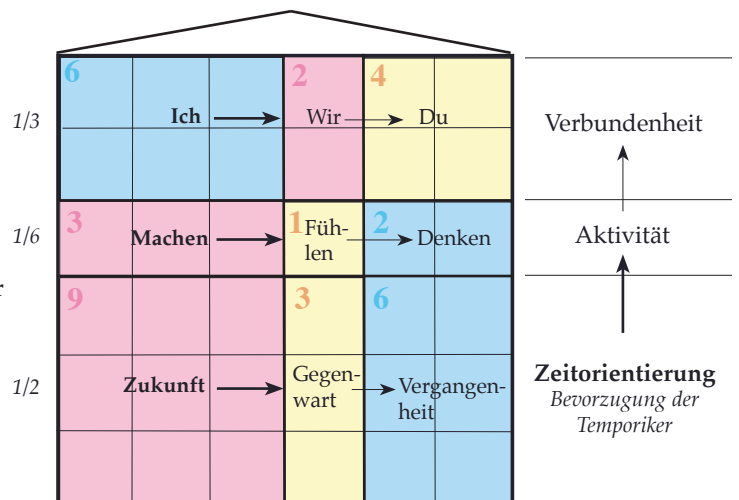 6 2 4
1/3 Ich Wir Du Verbundenheit
3 1 2
1/6 Machen Füh-
len Denken Aktivität
r
9 3 6
1/2 Zukunft Gegen-
wart Vergangen-
heit
Zeitorientierung
Bevorzugung der
Temporiker